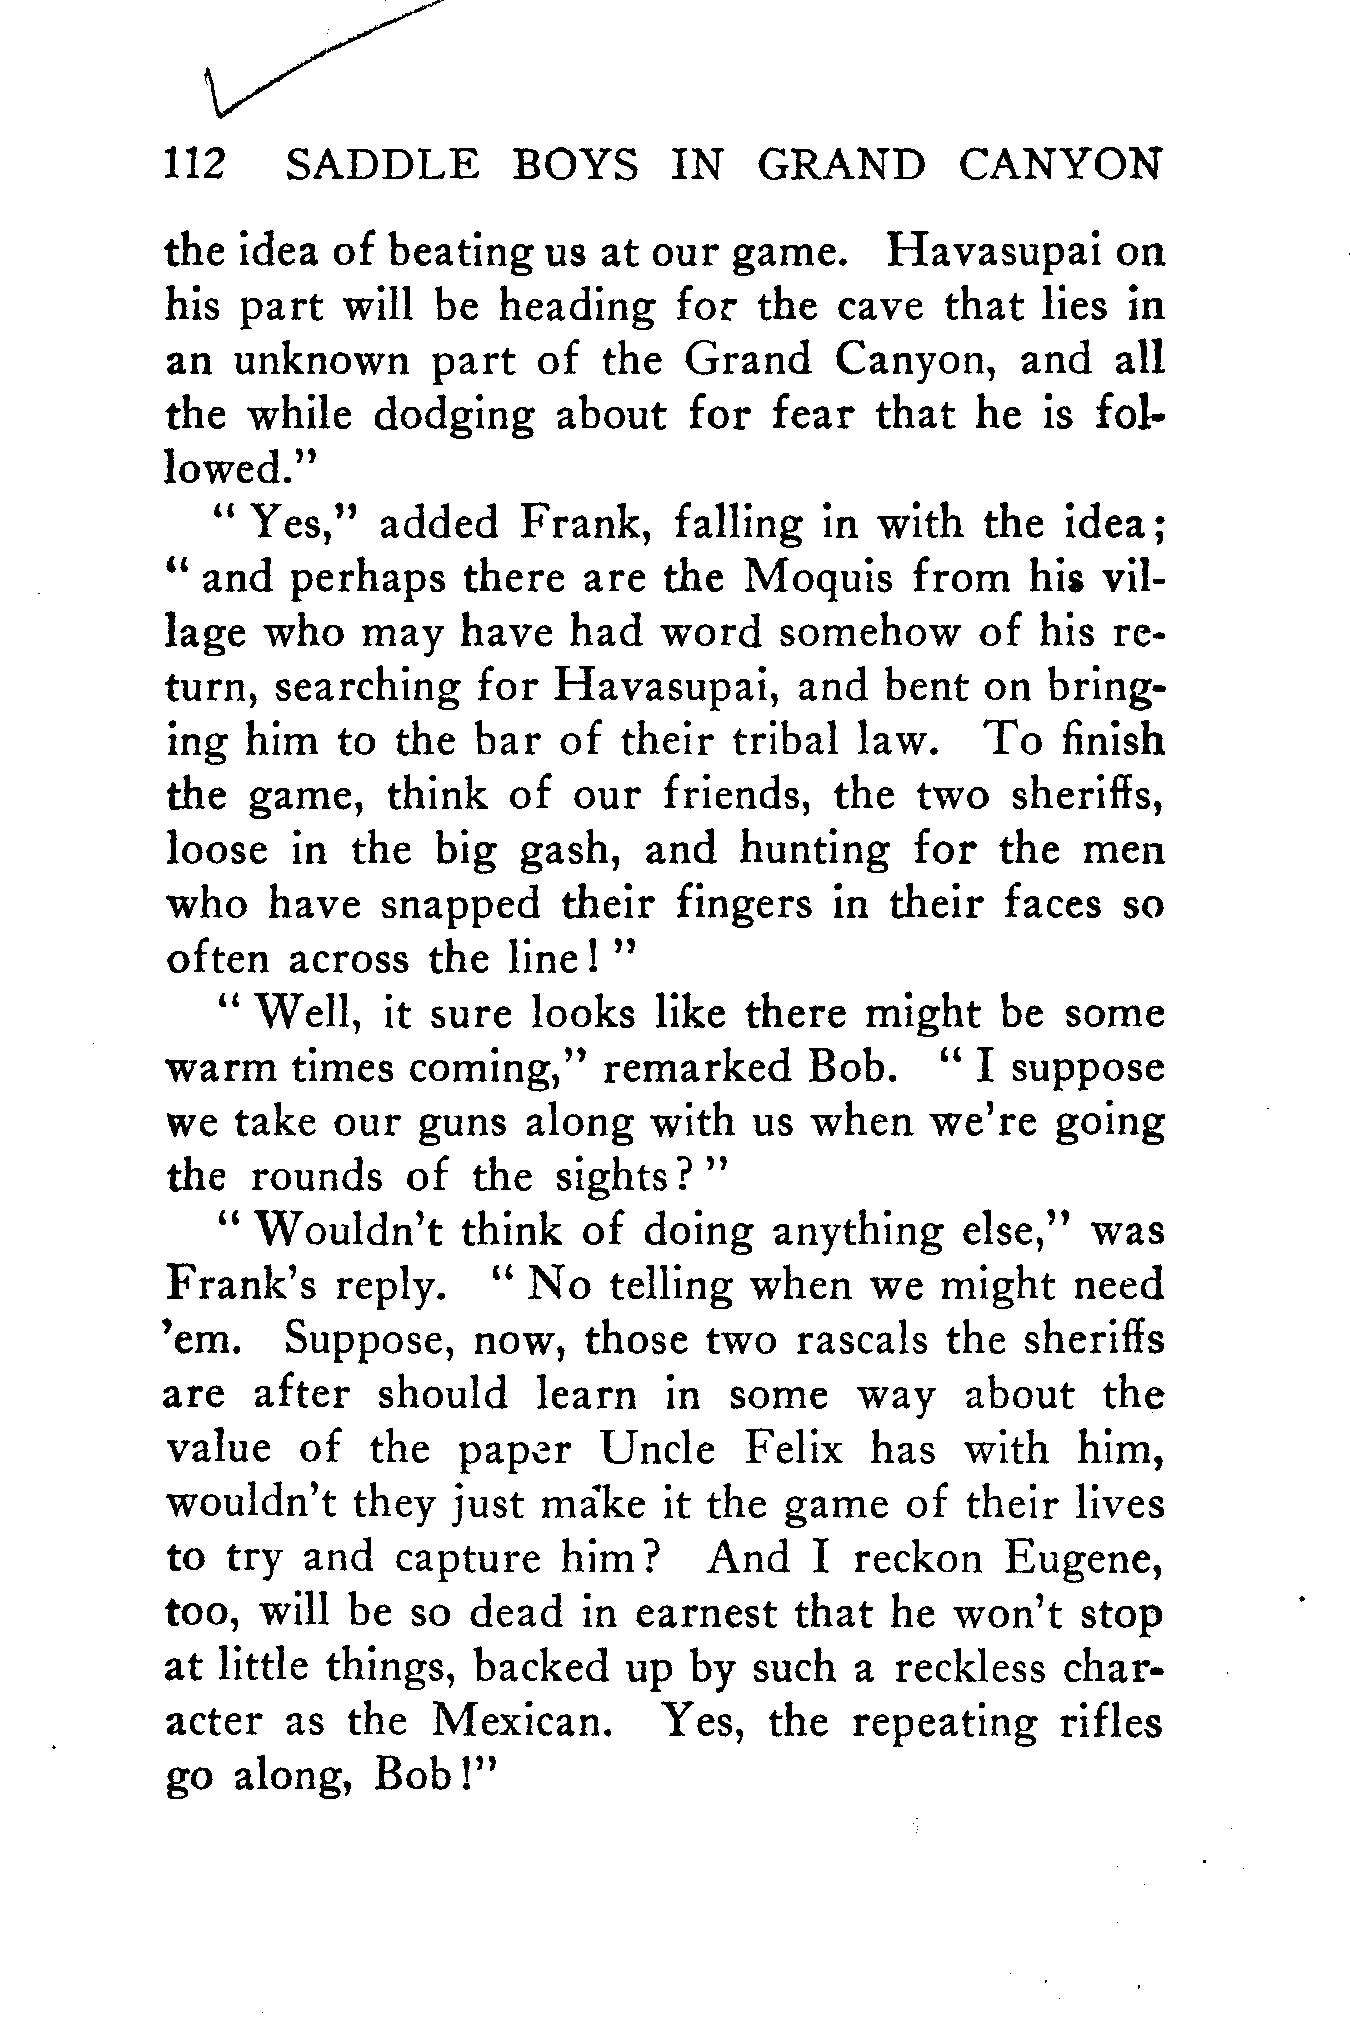 112 SADDLE BOYS IN GRAND CANYON
the idea of beating us at our game. Havasupai on
his part will be heading for the cave that lies in
an unknown part of the Grand Canyon, and all
the while dodging about for fear that he is fol-
lowed."
" Yes," added Frank, falling in with the idea;
" and perhaps there are the Moquis from his vil-
lage who may have had word somehow of his re-
turn, searching for Havasupai, and bent on bring-
ing him to the bar of their tribal law. To finish
the game, think of our friends, the two sheriffs,
loose in the big gash, and hunting for the men
who have snapped their fingers in their faces so
often across the line! "
" Well, it sure looks like there might be some
warm times coming," remarked Bob. " I suppose
we take our guns along with us when we're going
the rounds of the sights? "
" Wouldn't think of doing anything else," was
Frank's reply. " No telling when we might need
'em. Suppose, now, those two rascals the sheriffs
are after should learn in some way about the
value of the paper Uncle Felix has with him,
wouldn't they just make it the game of their lives
to try and capture him? And I reckon Eugene,
too, will be so dead in earnest that he won't stop
at little things, backed up by such a reckless char-
acter as the Mexican. Yes, the repeating rifles
go along, Bob!"